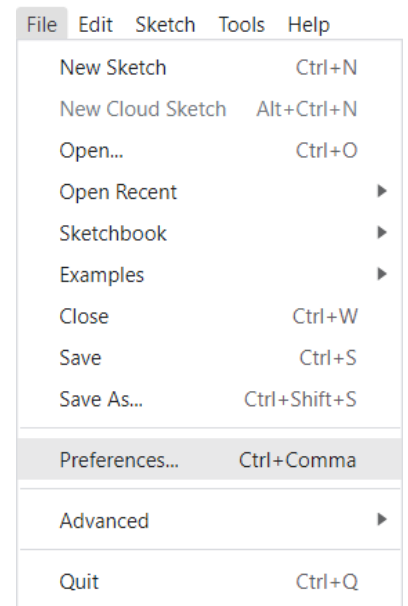 File Edit Sketch Tools Help
New Sketch Ctrl+N
New Cloud Sketch Alt+Ctrl+N
Open... Ctrl+O
Open Recent
Sketchbook
Examples
Close Ctrl+W
Save Ctrl+S
Save As... Ctrl+Shift+S
Preferences... Ctrl+Comma
Advanced
Quit Ctrl+Q